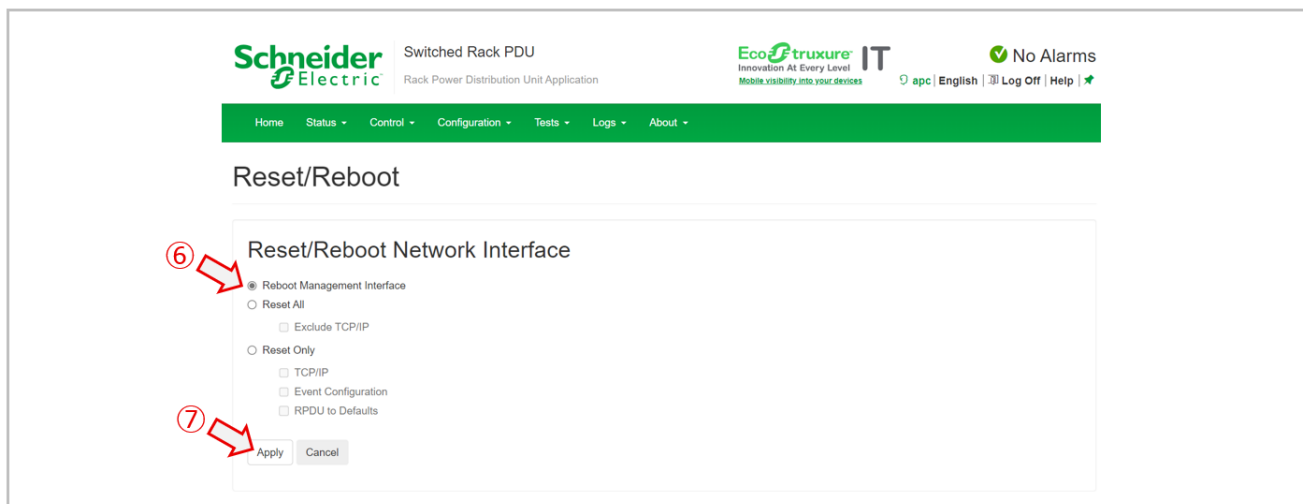 Schneider Electric
Switched Rack PDU
Rack Power Distribution Unit Application
EcoStruxure IT
Innovation At Every Level
Mobile visibility into your devices
No Alarms
apc | English | Log Off | Help |
Home Status Control Configuration Tests Logs About
Reset/Reboot
Reset/Reboot Network Interface
⑥
Reboot Management Interface
Reset All
Exclude TCP/IP
Reset Only
TCP/IP
Event Configuration
RPDU to Defaults
⑦
Apply Cancel